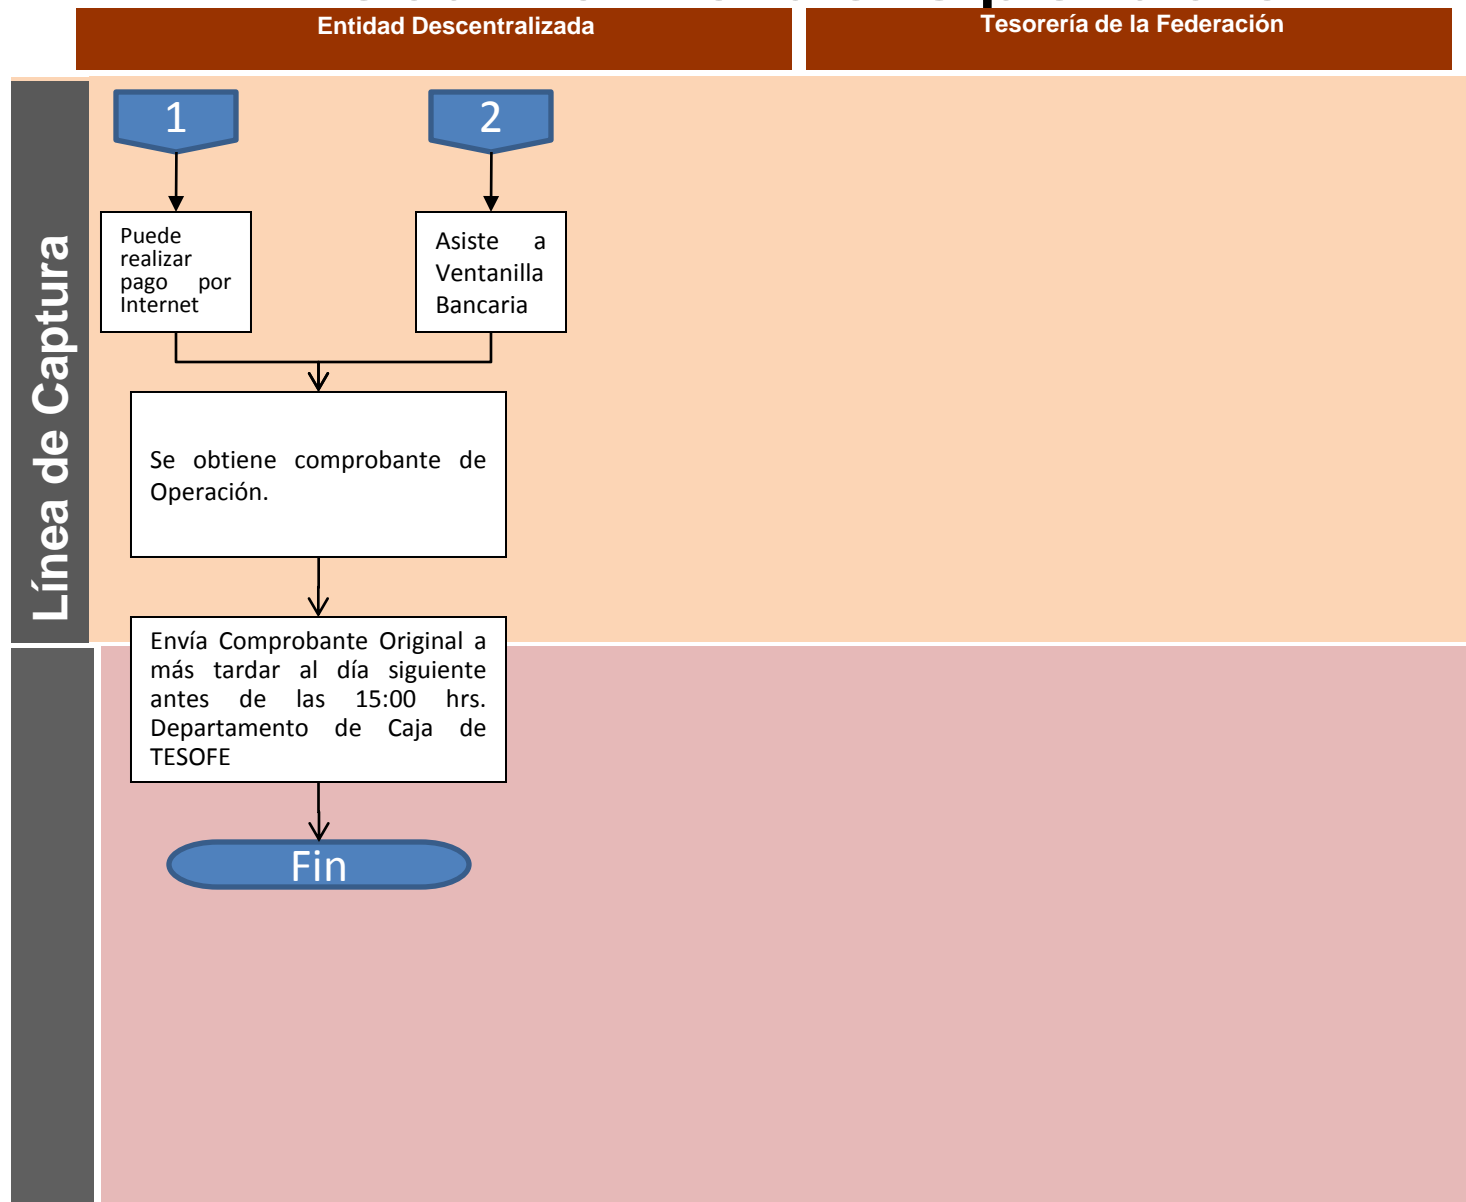 Entidad Descentralizada
Tesorería de la Federación
Línea de Captura
1
2
Puede
realizar
pago por
Internet
Asiste a
Ventanilla
Bancaria
Se obtiene comprobante de
Operación.
Envía Comprobante Original a
más tardar al día siguiente
antes de las 15:00 hrs.
Departamento de Caja de
TESOFE
Fin